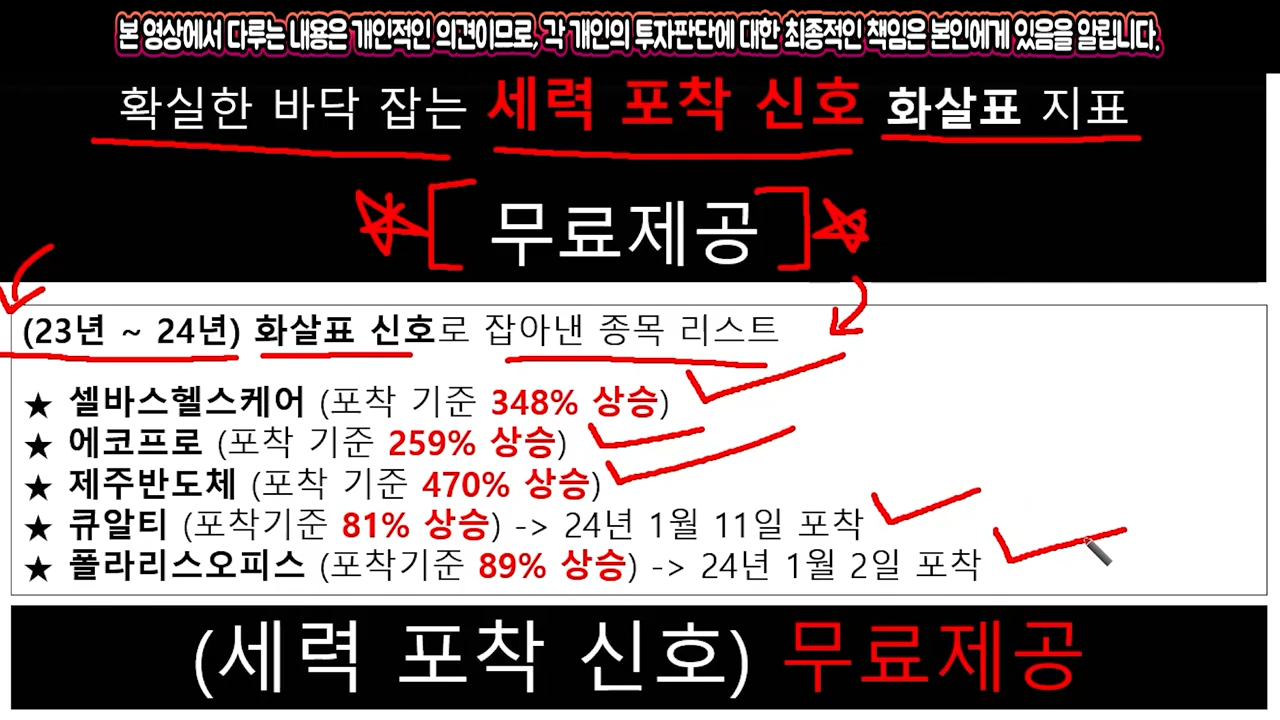 본 영상에서 다루는 내용은 개인적인 의견이므로, 각 개인의 투자판단에 대한 최종적인 책임은 본인에게 있음을 알립니다.
확실한 바닥 잡는 세력 포착 신호 화살표 지표
무료제공
(23년 ~ 24년) 화살표 신호로 잡아낸 종목 리스트
★ 셀바스헬스케어 (포착 기준 348% 상승)
★ 에코프로 (포착 기준 259% 상승)
★ 제주반도체 (포착 기준 470% 상승)
★ 큐알티 (포착기준 81% 상승) -> 24년 1월 11일 포착
★ 폴라리스오피스 (포착기준 89% 상승) -> 24년 1월 2일 포착
(세력 포착 신호) 무료제공